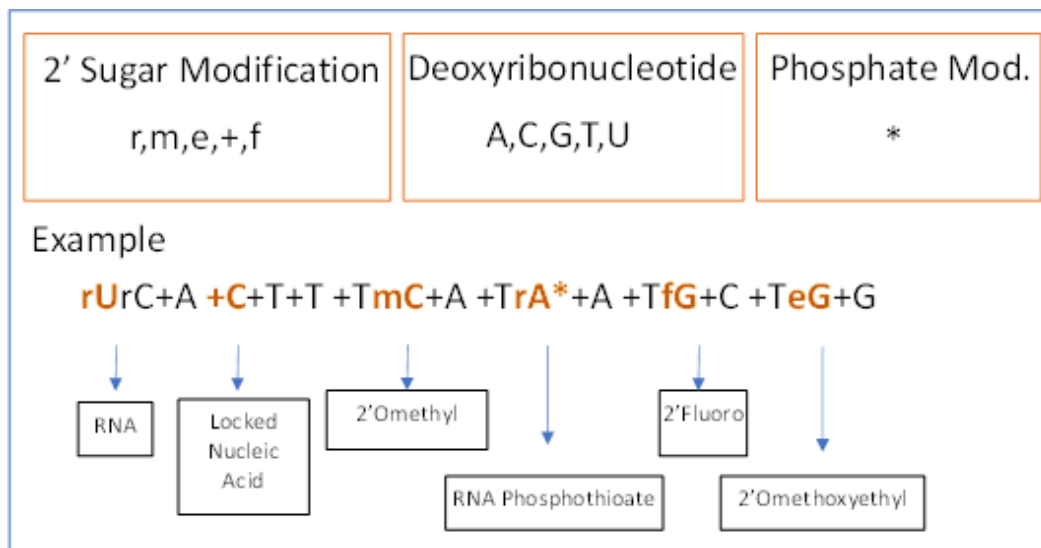 2' Sugar Modification
r,m,e,+,f
Deoxyribonucleotide
A,C,G,T,U
Phosphate Mod.
*
Example
rUrC+A +C+T+T +TmC+A +TrA*+A +TfG+C +TeG+G
RNA
Locked
Nucleic
Acid
2'Omethyl
RNA Phosphothioate
2'Fluoro
2'Omethoxyethyl